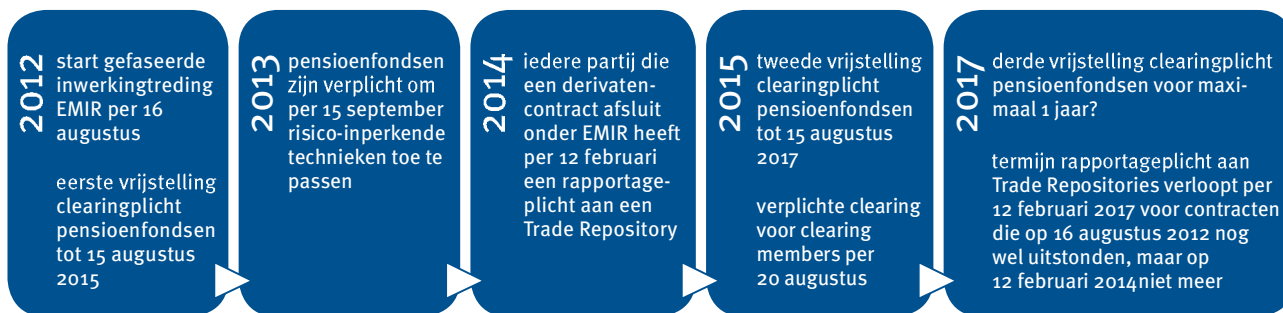 2012
start gefaseerde
inwerkingtreding
EMIR per 16
augustus
eerste vrijstelling
clearingplicht
pensioenfondsen
tot 15 augustus
2015
2013
pensioenfondsen
zijn verplicht om
per 15 september
risico-inperkende
technieken toe te
passen
2014
iedere partij die
een derivaten-
contract afsluit
onder EMIR heeft
per 12 februari
een rapportage-
plicht aan een
Trade Repository
2015
tweede vrijstelling
clearingplicht
pensioenfondsen
tot 15 augustus
2017
verplichte clearing
voor clearing
members per
20 augustus
2017
derde vrijstelling clearingplicht
pensioenfondsen voor maxi-
maal 1 jaar?
termijn rapportageplicht aan
Trade Repositories verloopt per
12 februari 2017 voor contracten
die op 16 augustus 2012 nog
wel uitstonden, maar op
12 februari 2014niet meer